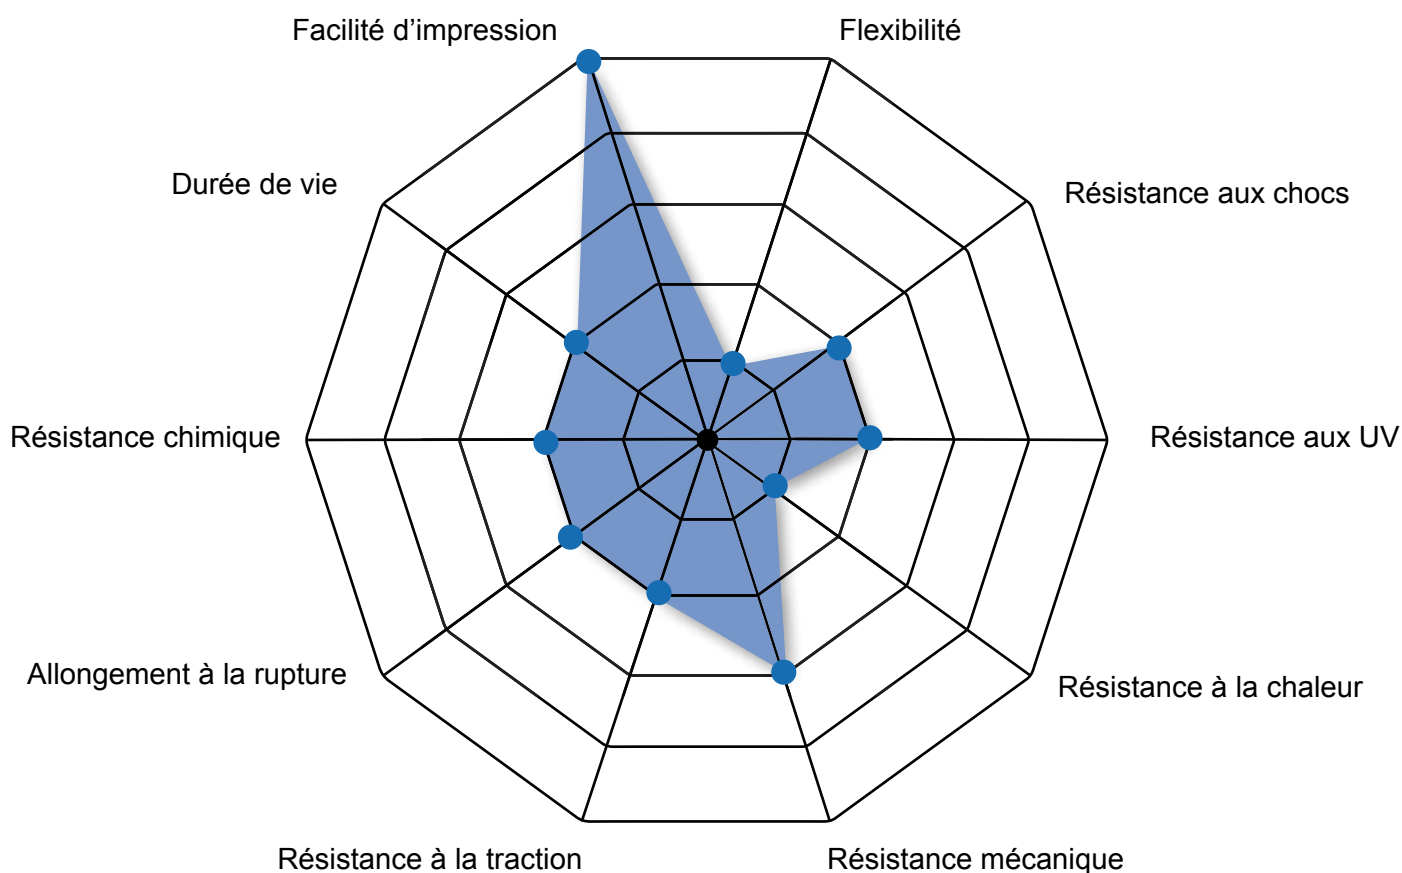 Facilité d’impression
Flexibilité
Durée de vie
Résistance aux chocs
Résistance chimique
Résistance aux UV
Allongement à la rupture
Résistance à la chaleur
Résistance à la traction
Résistance mécanique